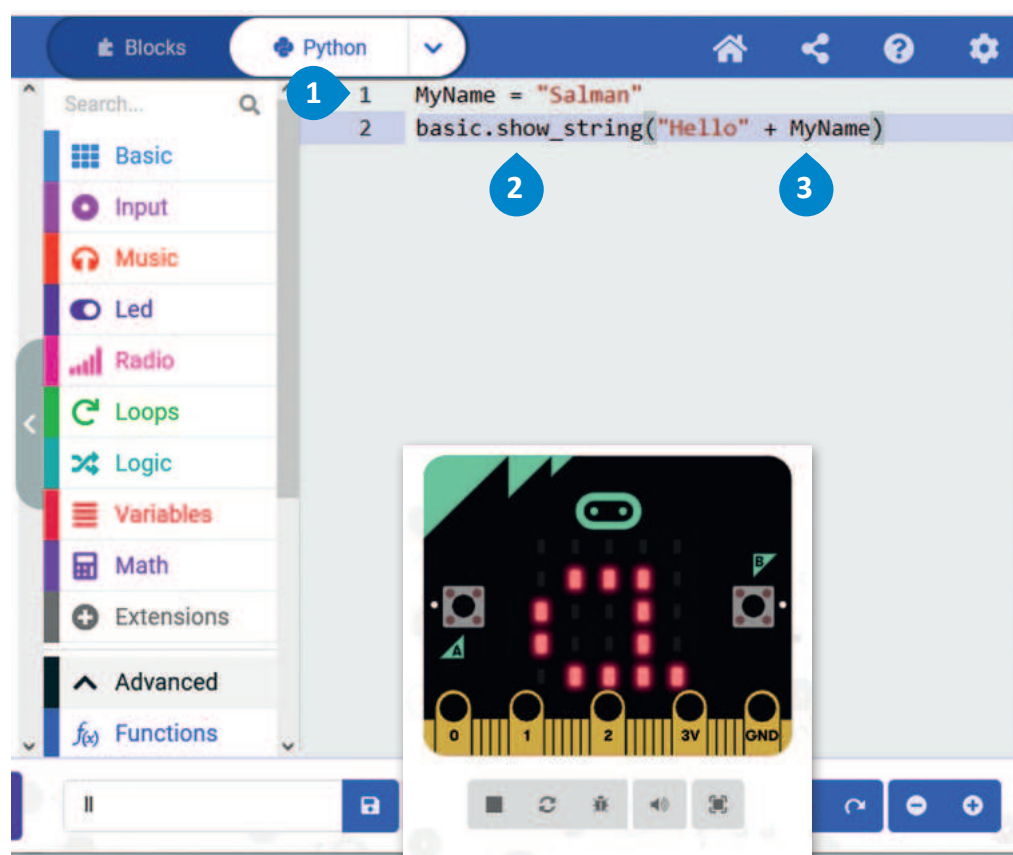 Blocks
Python
Search...
1
1 MyName = "Salman"
2 basic.show_string("Hello" + MyName)
2
3
Basic
Input
Music
Led
Radio
Loops
Logic
Variables
Math
Extensions
Advanced
f(x) Functions
A
B
0 1 2 3V GND
ll